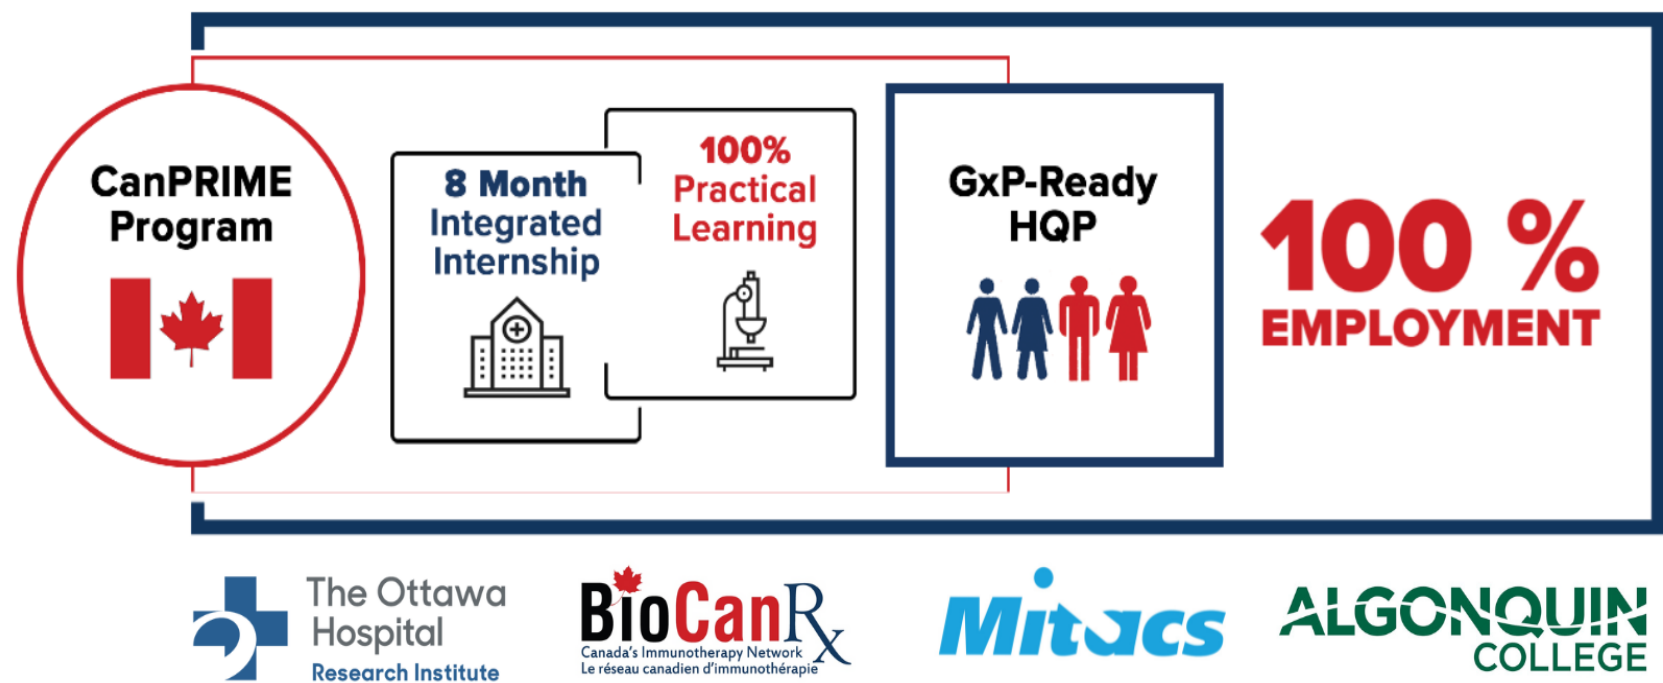 CanPRIME
Program
8 Month
Integrated
Internship
100%
Practical
Learning
GxP-Ready
HQP
100 %
EMPLOYMENT
The Ottawa
Hospital
Research Institute
BioCanRx
Canada's Immunotherapy Network
Le réseau canadien d'immunothérapie
Mitacs
ALGONQUIN
COLLEGE